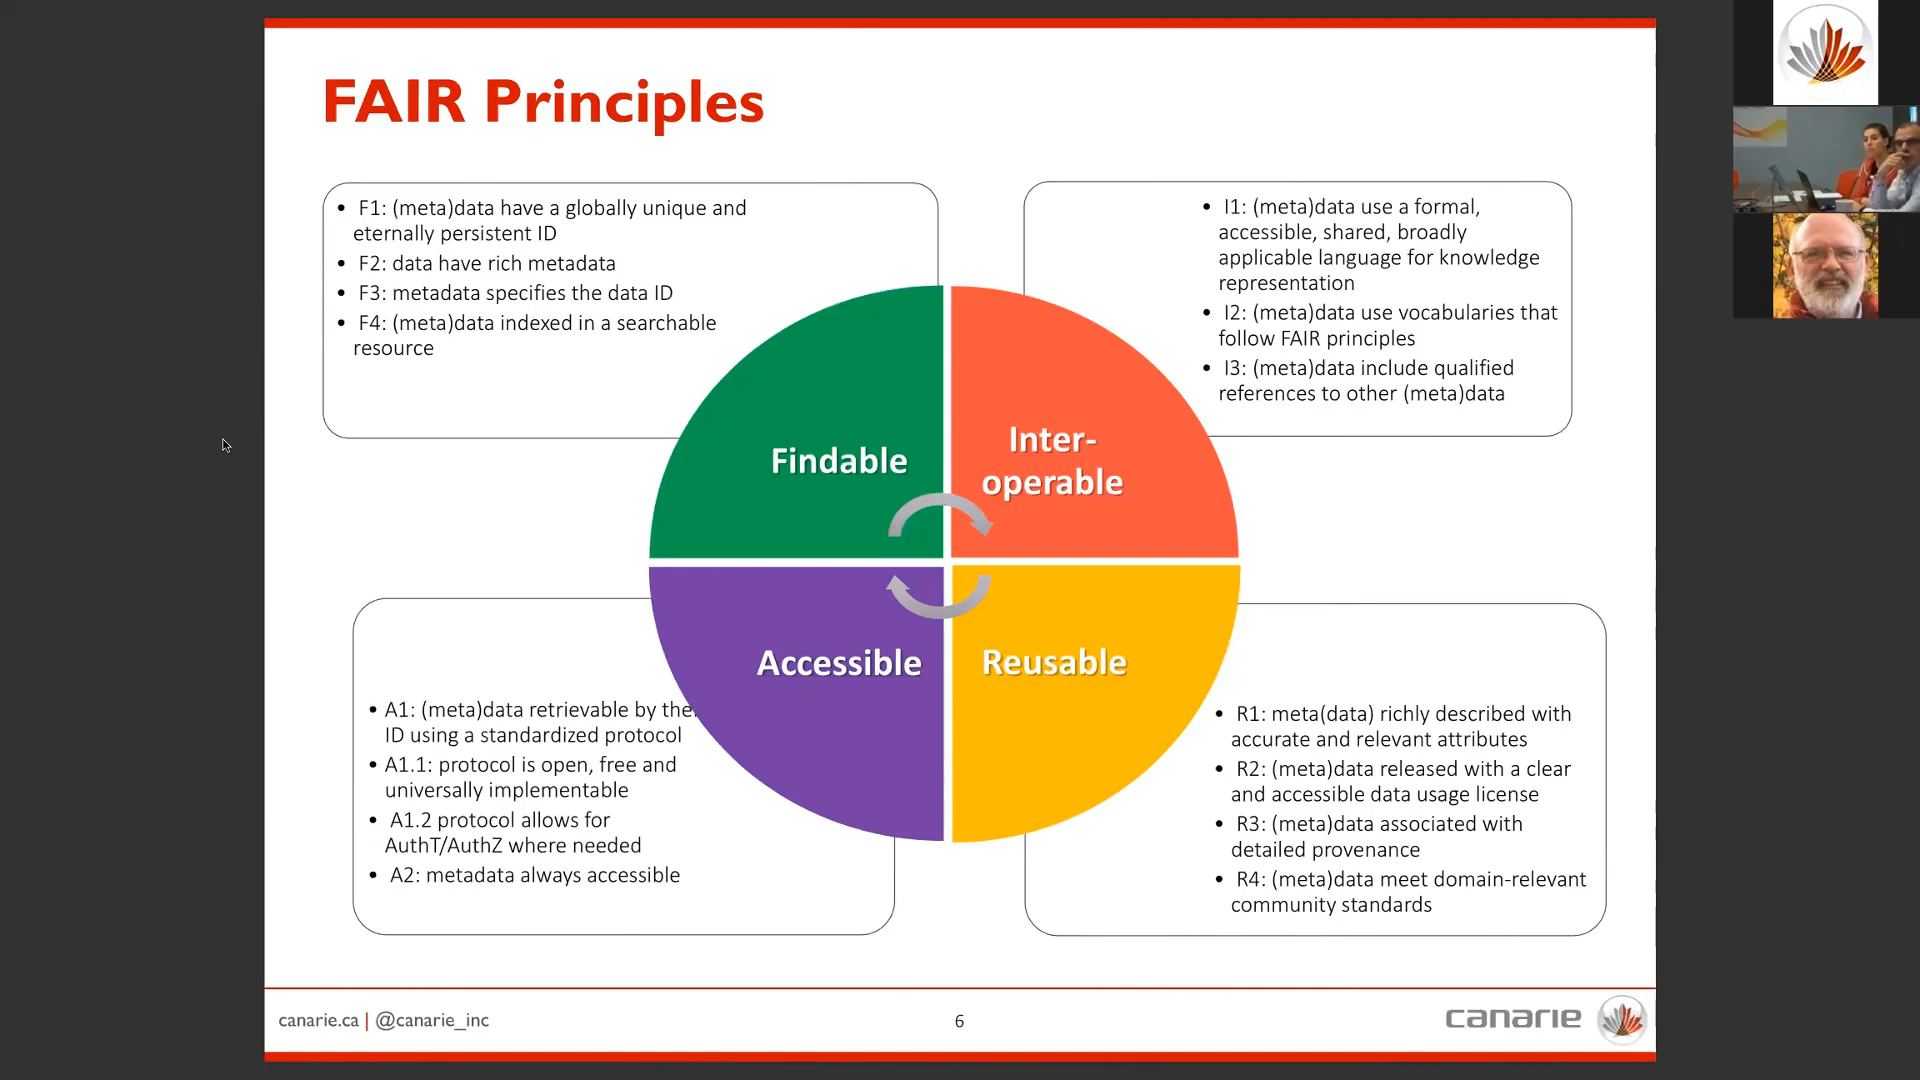 FAIR Principles
• F1: (meta)data have a globally unique and
eternally persistent ID
• F2: data have rich metadata
• F3: metadata specifies the data ID
• F4: (meta)data indexed in a searchable
resource
• I1: (meta)data use a formal,
accessible, shared, broadly
applicable language for knowledge
representation
• I2: (meta)data use vocabularies that
follow FAIR principles
• I3: (meta)data include qualified
references to other (meta)data
Findable
Inter-
operable
Accessible
Reusable
• A1: (meta)data retrievable by
ID using a standardized protocol
• A1.1: protocol is open, free and
universally implementable
• A1.2 protocol allows for
AuthT/AuthZ where needed
• A2: metadata always accessible
• R1: meta(data) richly described with
accurate and relevant attributes
• R2: (meta)data released with a clear
and accessible data usage license
• R3: (meta)data associated with
detailed provenance
• R4: (meta)data meet domain-relevant
community standards
canarie.ca | @canarie_inc
6
canarie